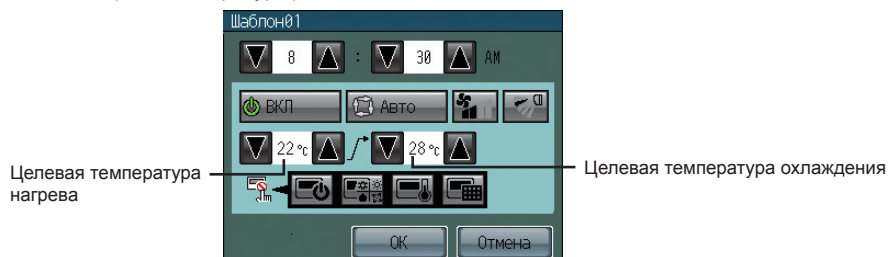 Шаблон01
8 : 30 AM
ВКЛ Авто
22 °C 28 °C
Целевая температура нагрева
Целевая температура охлаждения
OK Отмена